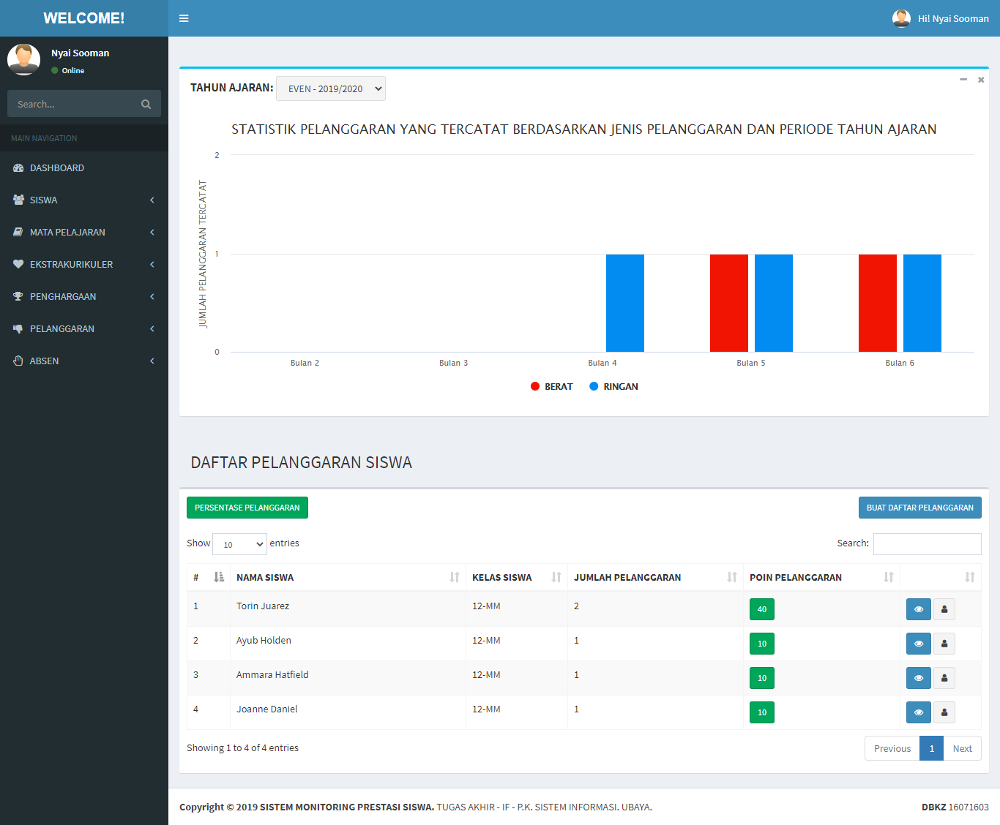 WELCOME!
Hi! Nyai Sooman
Nyai Sooman
Online
Search...
MAIN NAVIGATION
DASHBOARD
SISWA
MATA PELAJARAN
EKSTRAKURIKULER
PENGHARGAAN
PELANGGARAN
ABSEN
TAHUN AJARAN: EVEN - 2019/2020
STATISTIK PELANGGARAN YANG TERCATAT BERDASARKAN JENIS PELANGGARAN DAN PERIODE TAHUN AJARAN
JUMLAH PELANGGARAN TERCATAT
2
1
0
Bulan 2 Bulan 3 Bulan 4 Bulan 5 Bulan 6
BERAT RINGAN
DAFTAR PELANGGARAN SISWA
PERSENTASE PELANGGARAN BUAT DAFTAR PELANGGARAN
Show 10 entries Search:
# NAMA SISWA KELAS SISWA JUMLAH PELANGGARAN POIN PELANGGARAN
1 Torin Juarez 12-MM 2 40
2 Ayub Holden 12-MM 1 10
3 Ammara Hatfield 12-MM 1 10
4 Joanne Daniel 12-MM 1 10
Showing 1 to 4 of 4 entries Previous 1 Next
Copyright © 2019 SISTEM MONITORING PRESTASI SISWA. TUGAS AKHIR - IF - P.K. SISTEM INFORMASI. UBAYA. DBKZ 16071603